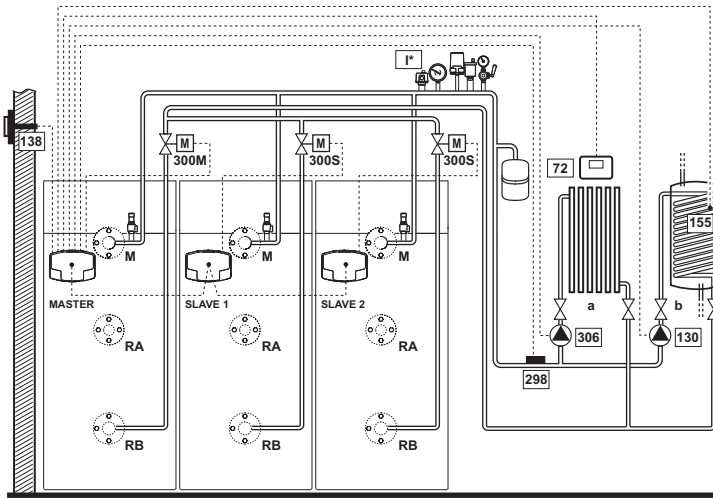 I*
138
M
300M
M
300S
M
300S
72
155
M
M
M
MASTER
SLAVE 1
SLAVE 2
a
b
RA
RA
RA
306
130
298
RB
RB
RB